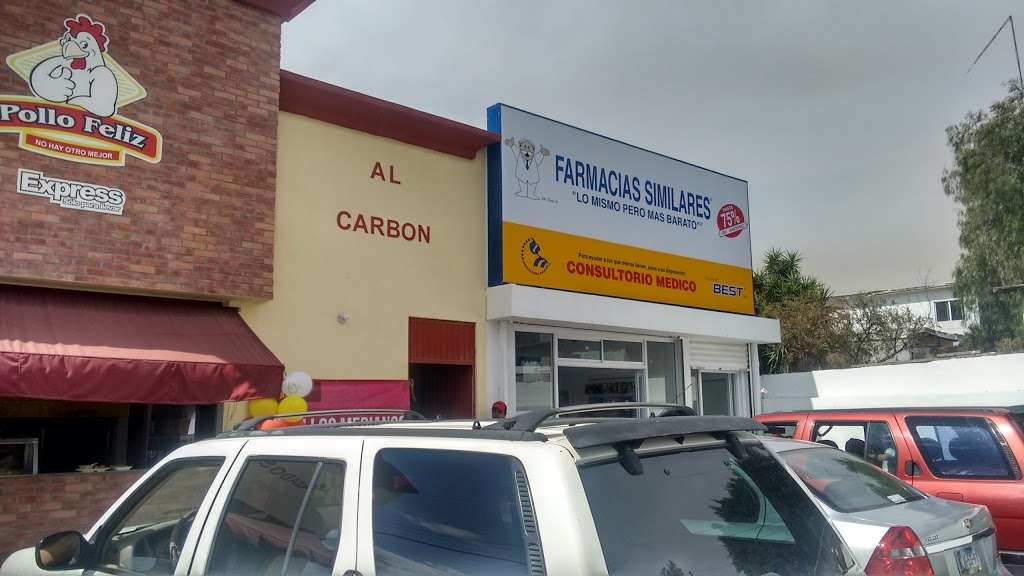 Pollo Feliz
NO HAY OTRO MEJOR
Express
AL
CARBON
FARMACIAS SIMILARES
"LO MISMO PERO MAS BARATO"
75%
CONSULTORIO MEDICO
BEST